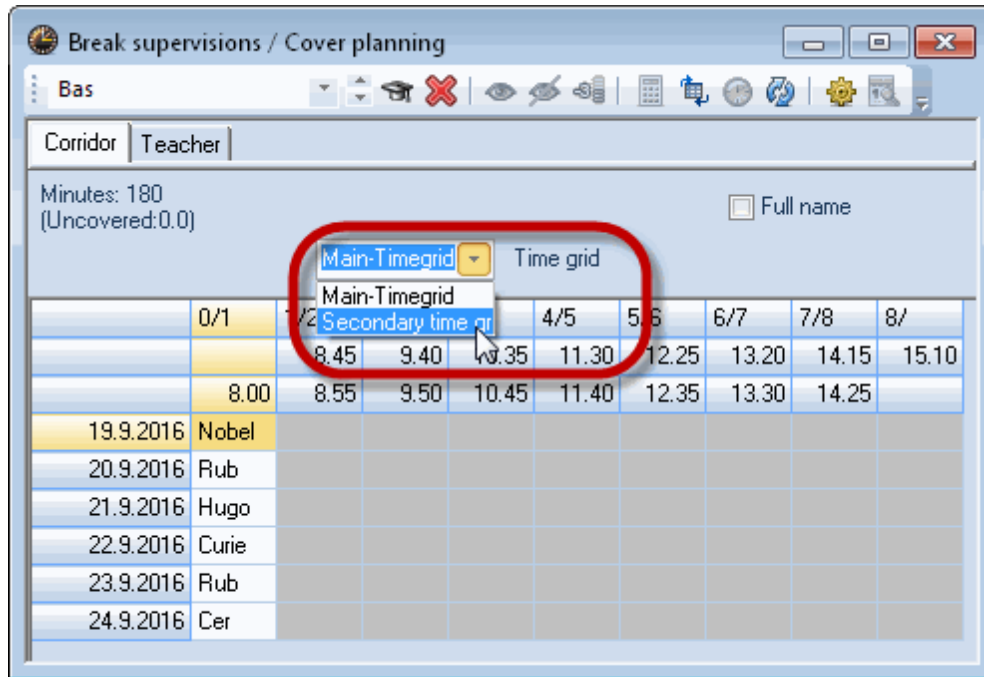 Break supervisions / Cover planning
Bas
Corridor Teacher
Minutes: 180
(Uncovered:0.0)
Full name
Main-Timegrid Time grid
Main-Timegrid
Secondary time gr
0/1 4/5 6/7 7/8 8/
8.45 9.40 11.30 12.25 13.20 14.15 15.10
8.00 8.55 9.50 10.45 11.40 12.35 13.30 14.25
19.9.2016 Nobel
20.9.2016 Rub
21.9.2016 Hugo
22.9.2016 Curie
23.9.2016 Rub
24.9.2016 Cer